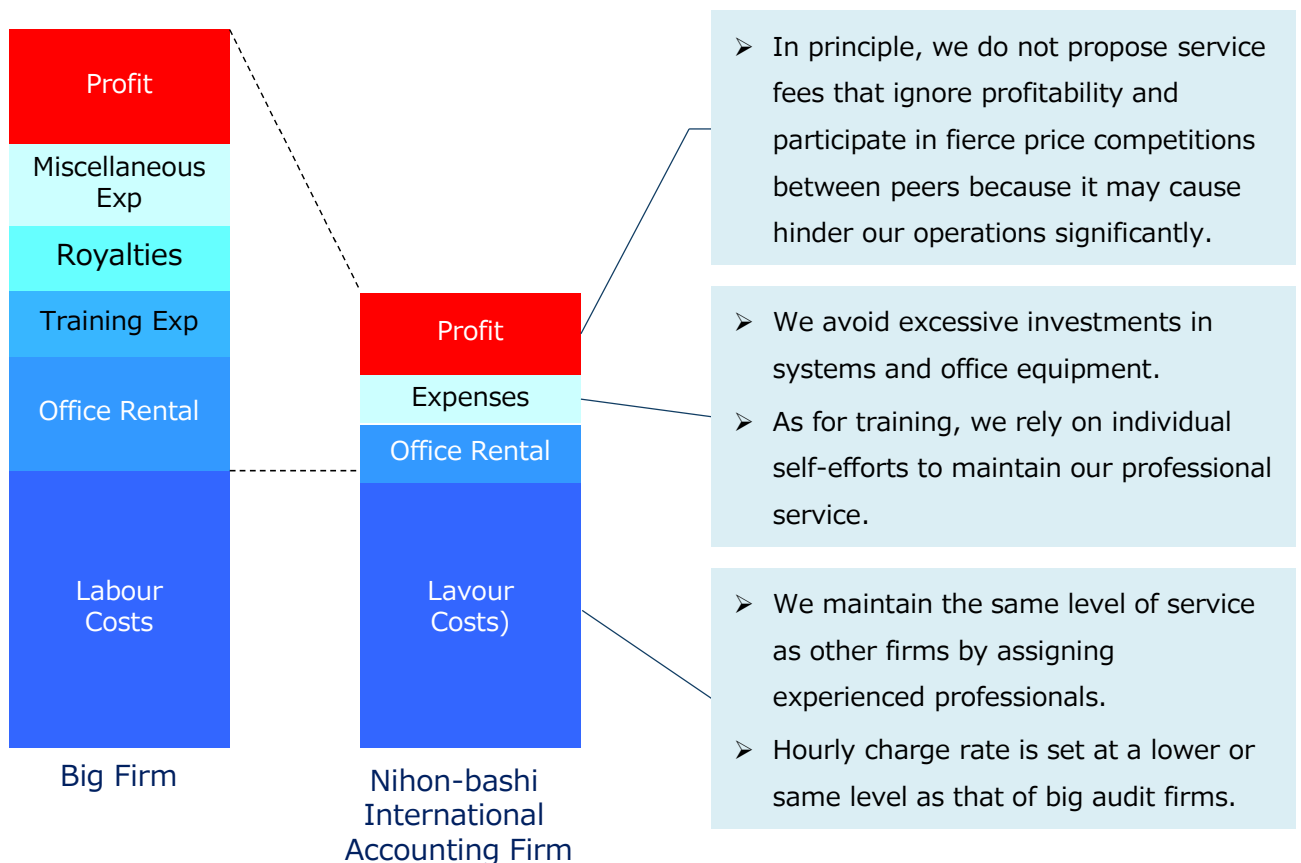 Profit
Miscellaneous
Exp
Royalties
Training Exp
Office Rental
Labour
Costs
Big Firm
Profit
Expenses
Office Rental
Lavour
Costs)
Nihon-bashi
International
Accounting Firm
➢ In principle, we do not propose service
fees that ignore profitability and
participate in fierce price competitions
between peers because it may cause
hinder our operations significantly.
➢ We avoid excessive investments in
systems and office equipment.
➢ As for training, we rely on individual
self-efforts to maintain our professional
service.
➢ We maintain the same level of service
as other firms by assigning
experienced professionals.
➢ Hourly charge rate is set at a lower or
same level as that of big audit firms.